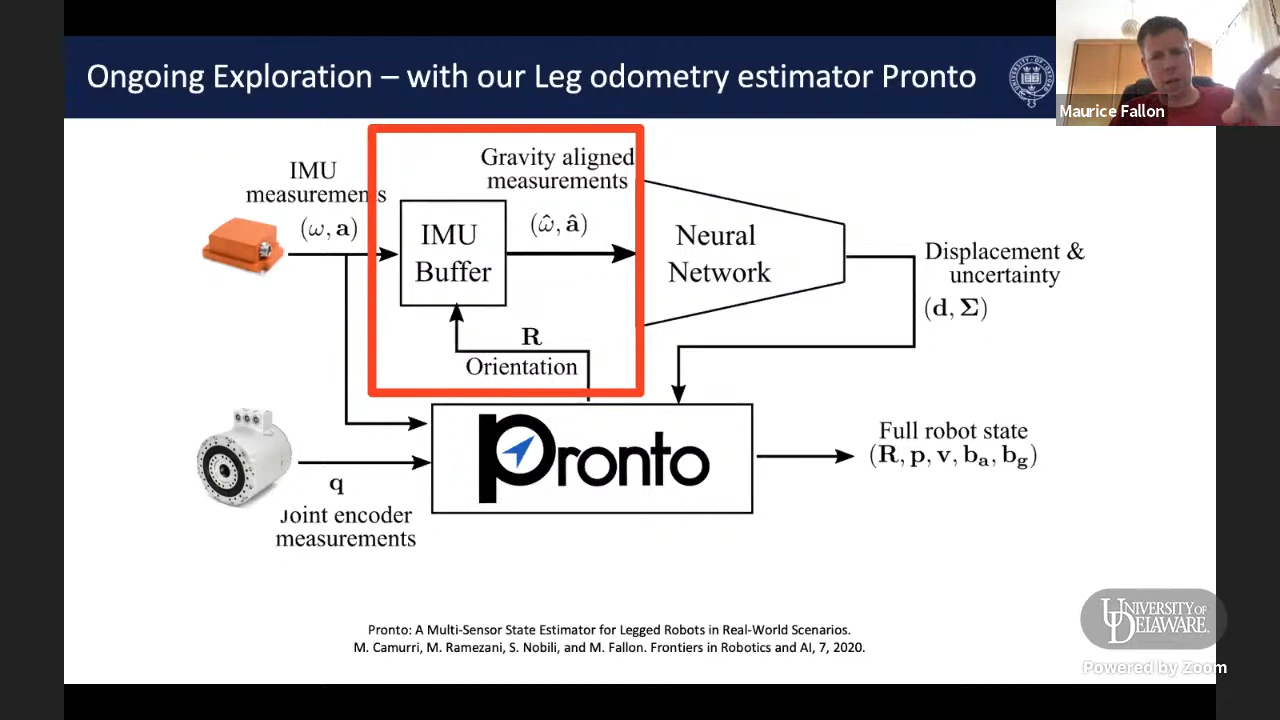 Ongoing Exploration – with our Leg odometry estimator Pronto
Maurice Fallon
IMU
measurements
(ω, a)
IMU
Buffer
Gravity aligned
measurements
(ω̂, â)
Neural
Network
Displacement &
uncertainty
(d, Σ)
R
Orientation
pronto
q
Joint encoder
measurements
Full robot state
(R, p, v, bₐ, b_g)
Pronto: A Multi-Sensor State Estimator for Legged Robots in Real-World Scenarios.
M. Camurri, M. Ramezani, S. Nobili, and M. Fallon. Frontiers in Robotics and AI, 7, 2020.
UNIVERSITY OF
DELAWARE.
Powered by Zoom